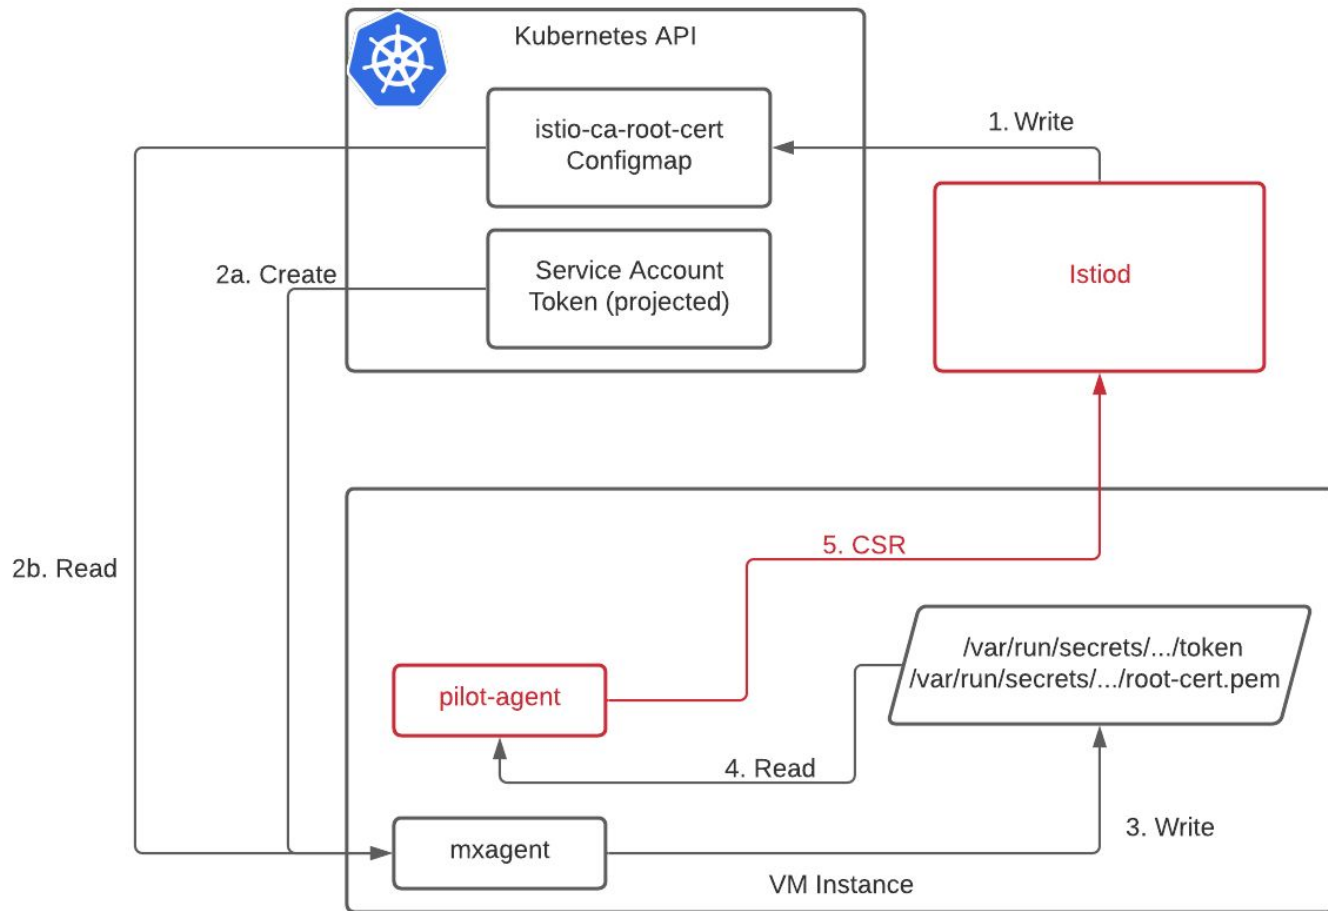 Kubernetes API
istio-ca-root-cert
Configmap
1. Write
Service Account
Token (projected)
2a. Create
Istiod
2b. Read
5. CSR
/var/run/secrets/.../token
/var/run/secrets/.../root-cert.pem
pilot-agent
4. Read
3. Write
mxagent
VM Instance